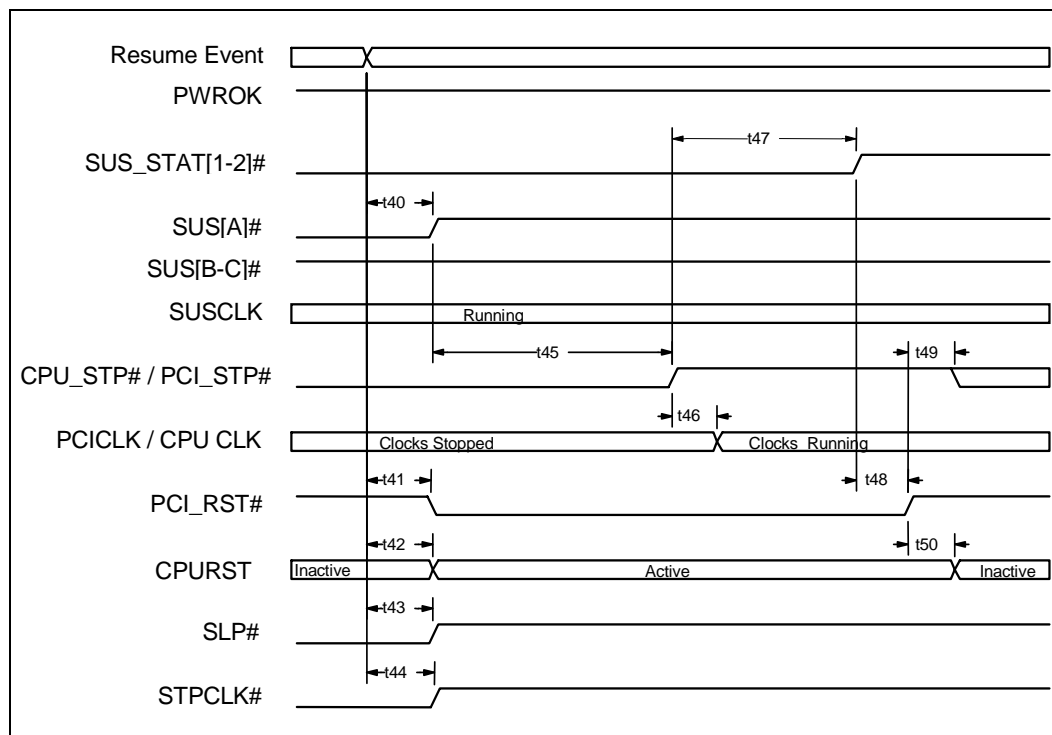 Resume Event
PWROK
t47
SUS_STAT[1-2]#
t40
SUS[A]#
SUS[B-C]#
SUSCLK
Running
t45
t49
CPU_STP# / PCI_STP#
t46
PCICLK / CPU CLK
Clocks Stopped
Clocks Running
t41
t48
PCI_RST#
t42
t50
CPURST
Inactive
Active
Inactive
t43
SLP#
t44
STPCLK#